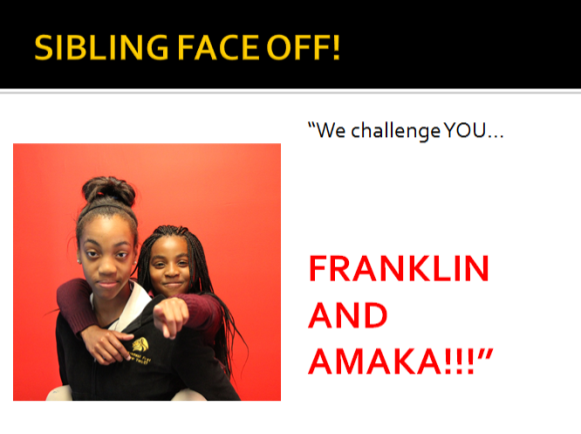 SIBLING FACE OFF!
“We challenge YOU...
FRANKLIN
AND
AMAKA!!!”